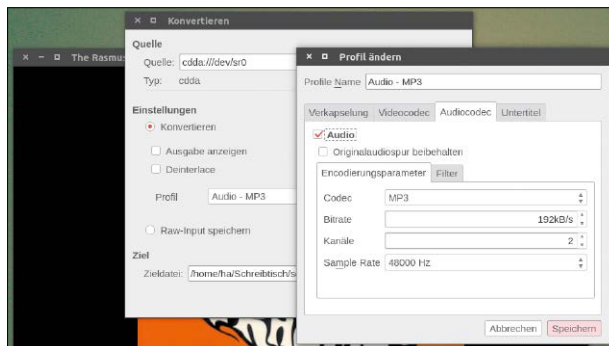 Konvertieren
Quelle
Quelle: cdda:///dev/sr0
Typ: cdda
Einstellungen
Konvertieren
Ausgabe anzeigen
Deinterlace
Profil Audio - MP3
Raw-Input speichern
Ziel
Zieldatei: /home/ha/Schreibtisch/s
The Rasmus
Profil ändern
Profile Name Audio - MP3
Verkapselung Videocodec Audiocodec Untertitel
Audio
Originalaudiospur beibehalten
Encodierungsparameter Filter
Codec MP3
Bitrate 192kB/s
Kanäle 2
Sample Rate 48000 Hz
Abbrechen Speichern